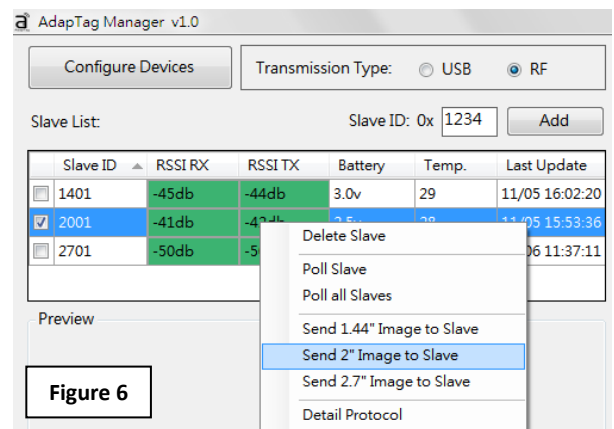 AdapTag Manager v1.0
Configure Devices Transmission Type: USB RF
Slave List: Slave ID: 0x 1234 Add
Slave ID RSSI RX RSSI TX Battery Temp. Last Update
1401 -45db -44db 3.0v 29 11/05 16:02:20
2001 -41db 11/05 15:53:36
2701 -50db 11:37:11
Delete Slave
Poll Slave
Poll all Slaves
Send 1.44" Image to Slave
Send 2" Image to Slave
Send 2.7" Image to Slave
Detail Protocol
Preview
Figure 6